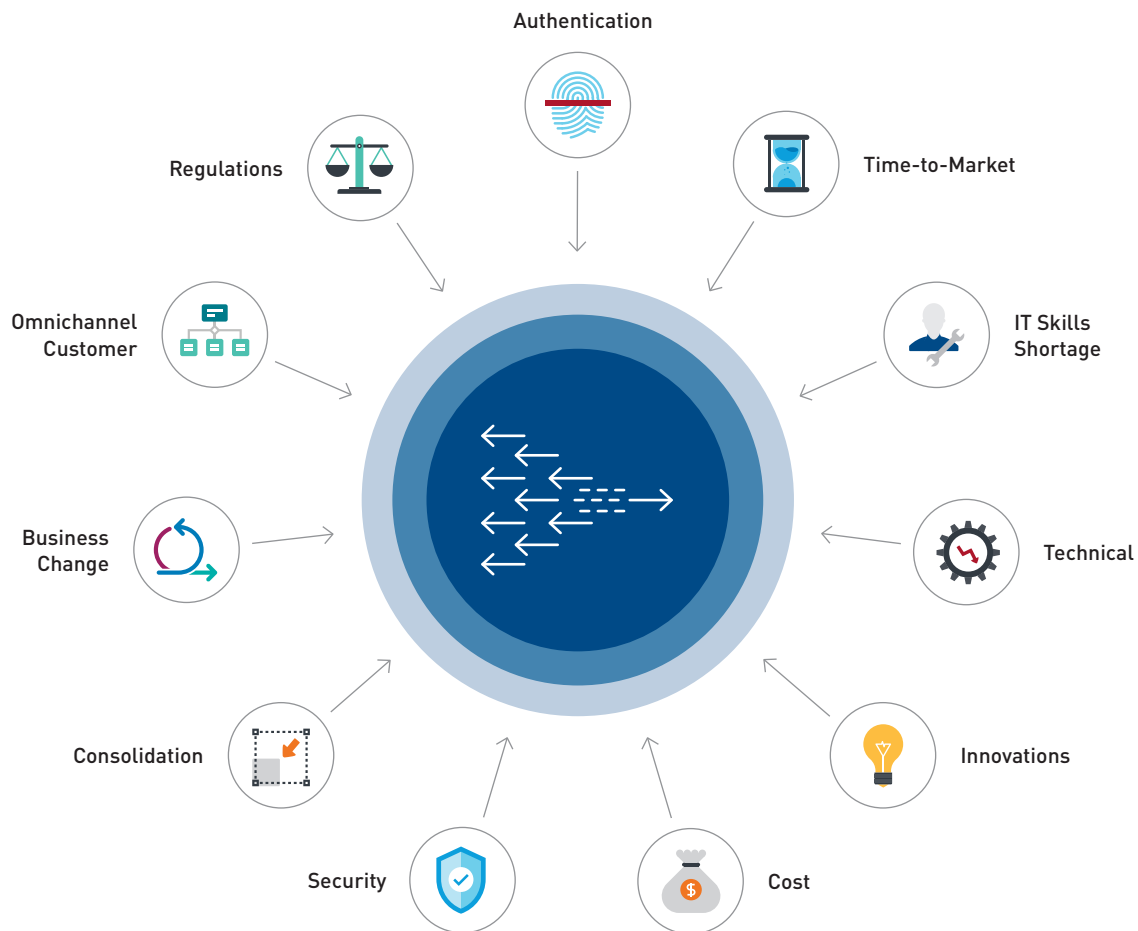 Authentication
Regulations
Time-to-Market
Omnichannel
Customer
IT Skills
Shortage
Business
Change
Technical
Consolidation
Innovations
Security
Cost
$